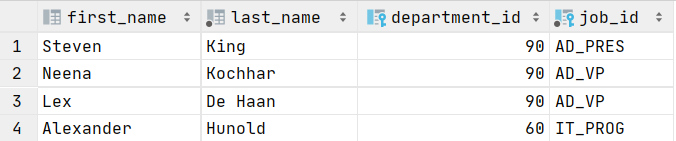 first_name last_name department_id job_id
1 Steven King 90 AD_PRES
2 Neena Kochhar 90 AD_VP
3 Lex De Haan 90 AD_VP
4 Alexander Hunold 60 IT_PROG